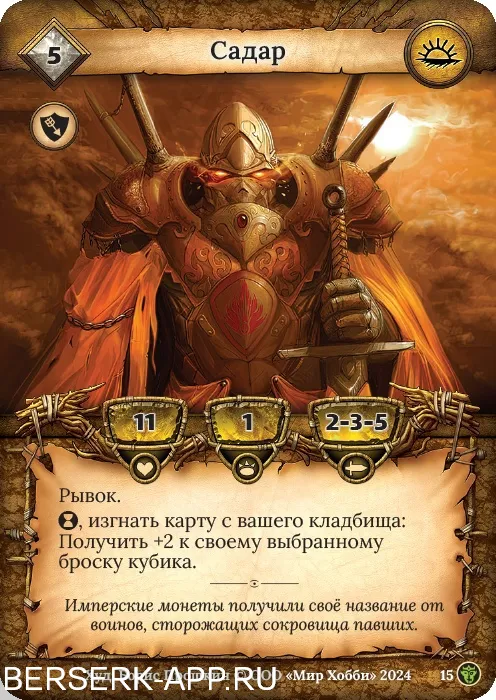 5
Садар
11
1
2-3-5
Рывок.
, изгнать карту с вашего кладбища:
Получить +2 к своему выбранному
броску кубика.
Имперские монеты получили своё название от
воинов, сторожащих сокровища павших.
ООО «Мир Хобби» 2024
15
BERSERK-APP.RU